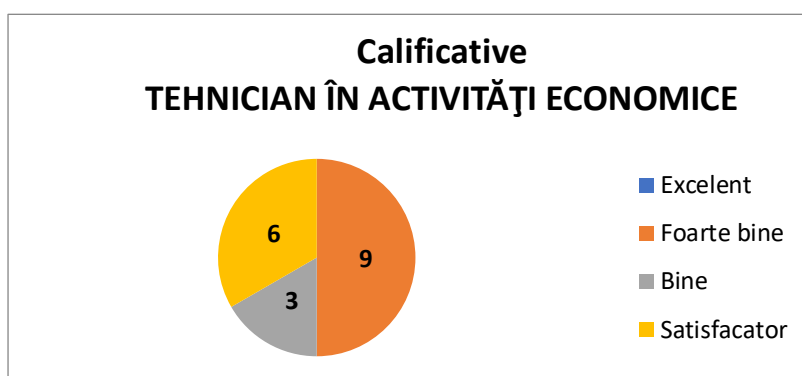 Calificative
TEHNICIAN ÎN ACTIVITĂŢI ECONOMICE
6
9
3
Excelent
Foarte bine
Bine
Satisfacator